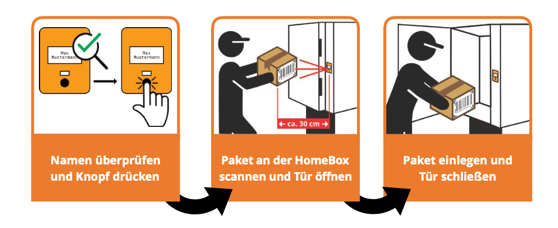 Max
Mustermann
Max
Mustermann
Namen überprüfen
und Knopf drücken
ca. 30 cm
Paket an der HomeBox
scannen und Tür öffnen
Paket einlegen und
Tür schließen